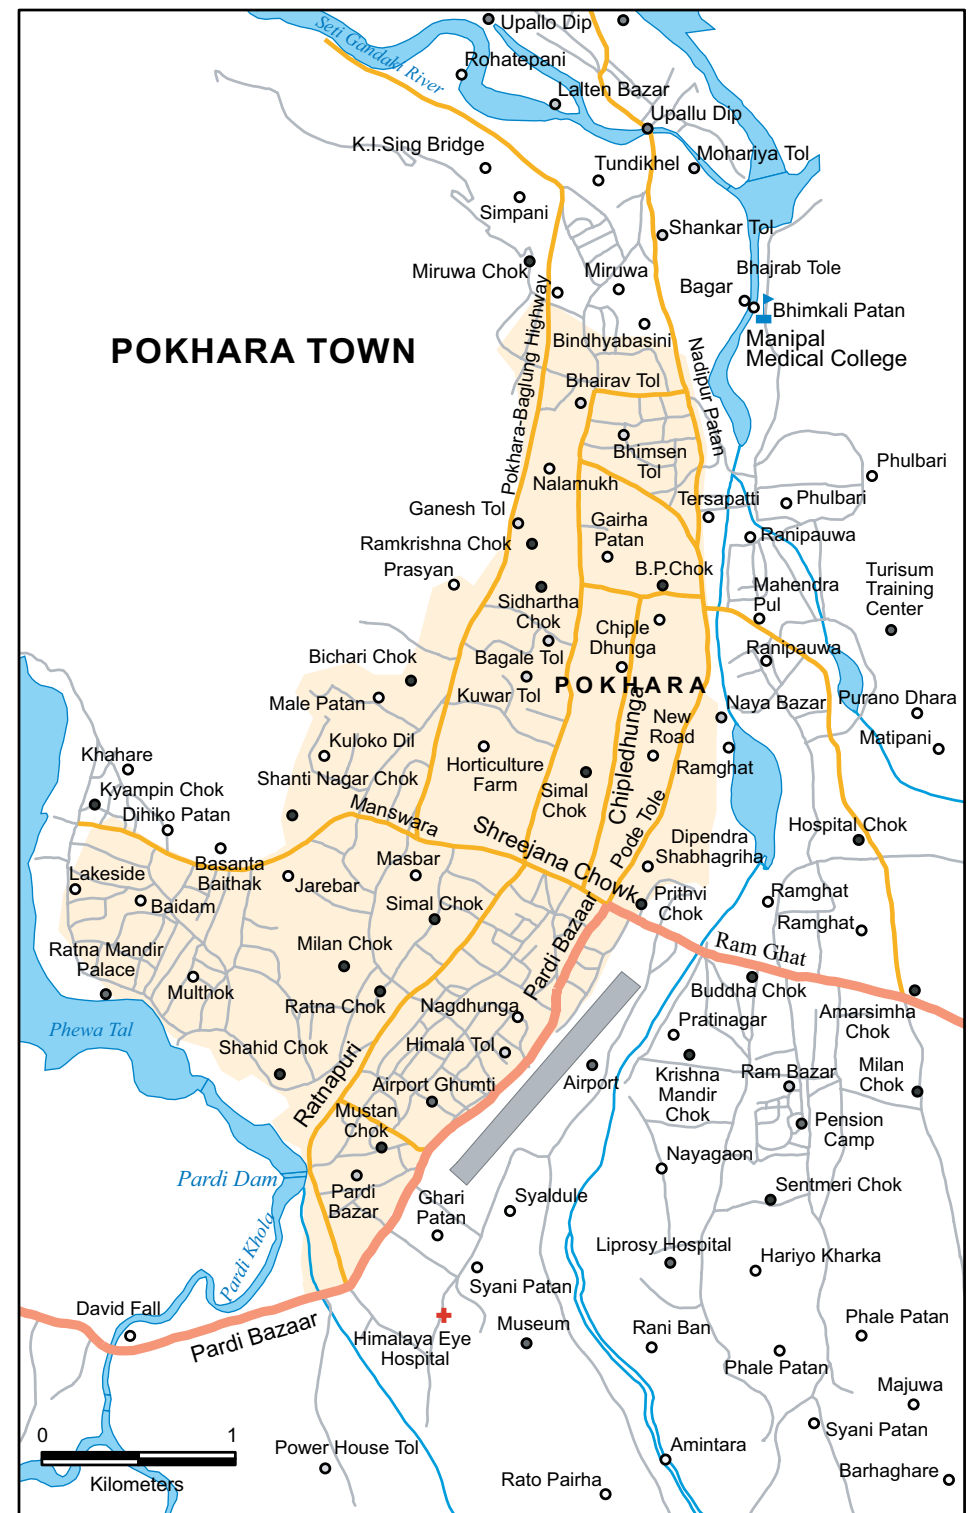 Upallo Dip
Seti Gandaki River
Rohatepani
Lalten Bazar
Upallu Dip
K.I.Sing Bridge
Tundikhel
Mohariya Tol
Simpani
Shankar Tol
Miruwa Chok
Miruwa
Bhajrab Tole
Bagar
Bhimkali Patan
Manipal
Medical College
Bindhyabasini
POKHARA TOWN
Pokhara-Baglung Highway
Nadipur Patan
Bhairav Tol
Bhimsen
Tol
Phulbari
Nalamukh
Tersapatti
Phulbari
Ganesh Tol
Gairha
Patan
Ranipauwa
Ramkrishna Chok
Prasyan
B.P.Chok
Turisum
Training
Center
Mahendra
Pul
Sidhartha
Chok
Chiple
Dhunga
Bichari Chok
Bagale Tol
Ranipauwa
Male Patan
Kuwar Tol
POKHARA
Purano Dhara
Naya Bazar
New
Road
Matipani
Kuloko Dil
Khahare
Horticulture
Farm
Ramghat
Shanti Nagar Chok
Kyampin Chok
Simal
Chok
Chipledhunga
Dihiko Patan
Manswara
Shreejana Chowk
Pode Tole
Hospital Chok
Dipendra
Shabhagriha
Basanta
Baithak
Masbar
Lakeside
Jarebar
Ramghat
Baidam
Simal Chok
Prithvi
Chok
Ramghat
Ratna Mandir
Palace
Milan Chok
Pardi Bazaar
Ram Ghat
Multhok
Ratna Chok
Nagdhunga
Buddha Chok
Amarsimha
Chok
Phewa Tal
Pratinagar
Shahid Chok
Himala Tol
Ratnapuri
Airport
Krishna
Mandir
Chok
Ram Bazar
Milan
Chok
Airport Ghumti
Mustan
Chok
Pension
Camp
Nayagaon
Pardi Dam
Pardi
Bazar
Ghari
Patan
Syaldule
Sentmeri Chok
Pardi Khola
Liprosy Hospital
Hariyo Kharka
Syani Patan
David Fall
Pardi Bazaar
Himalaya Eye
Hospital
Museum
Rani Ban
Phale Patan
Phale Patan
Majuwa
Syani Patan
0 1
Kilometers
Power House Tol
Amintara
Barhaghare
Rato Pairha